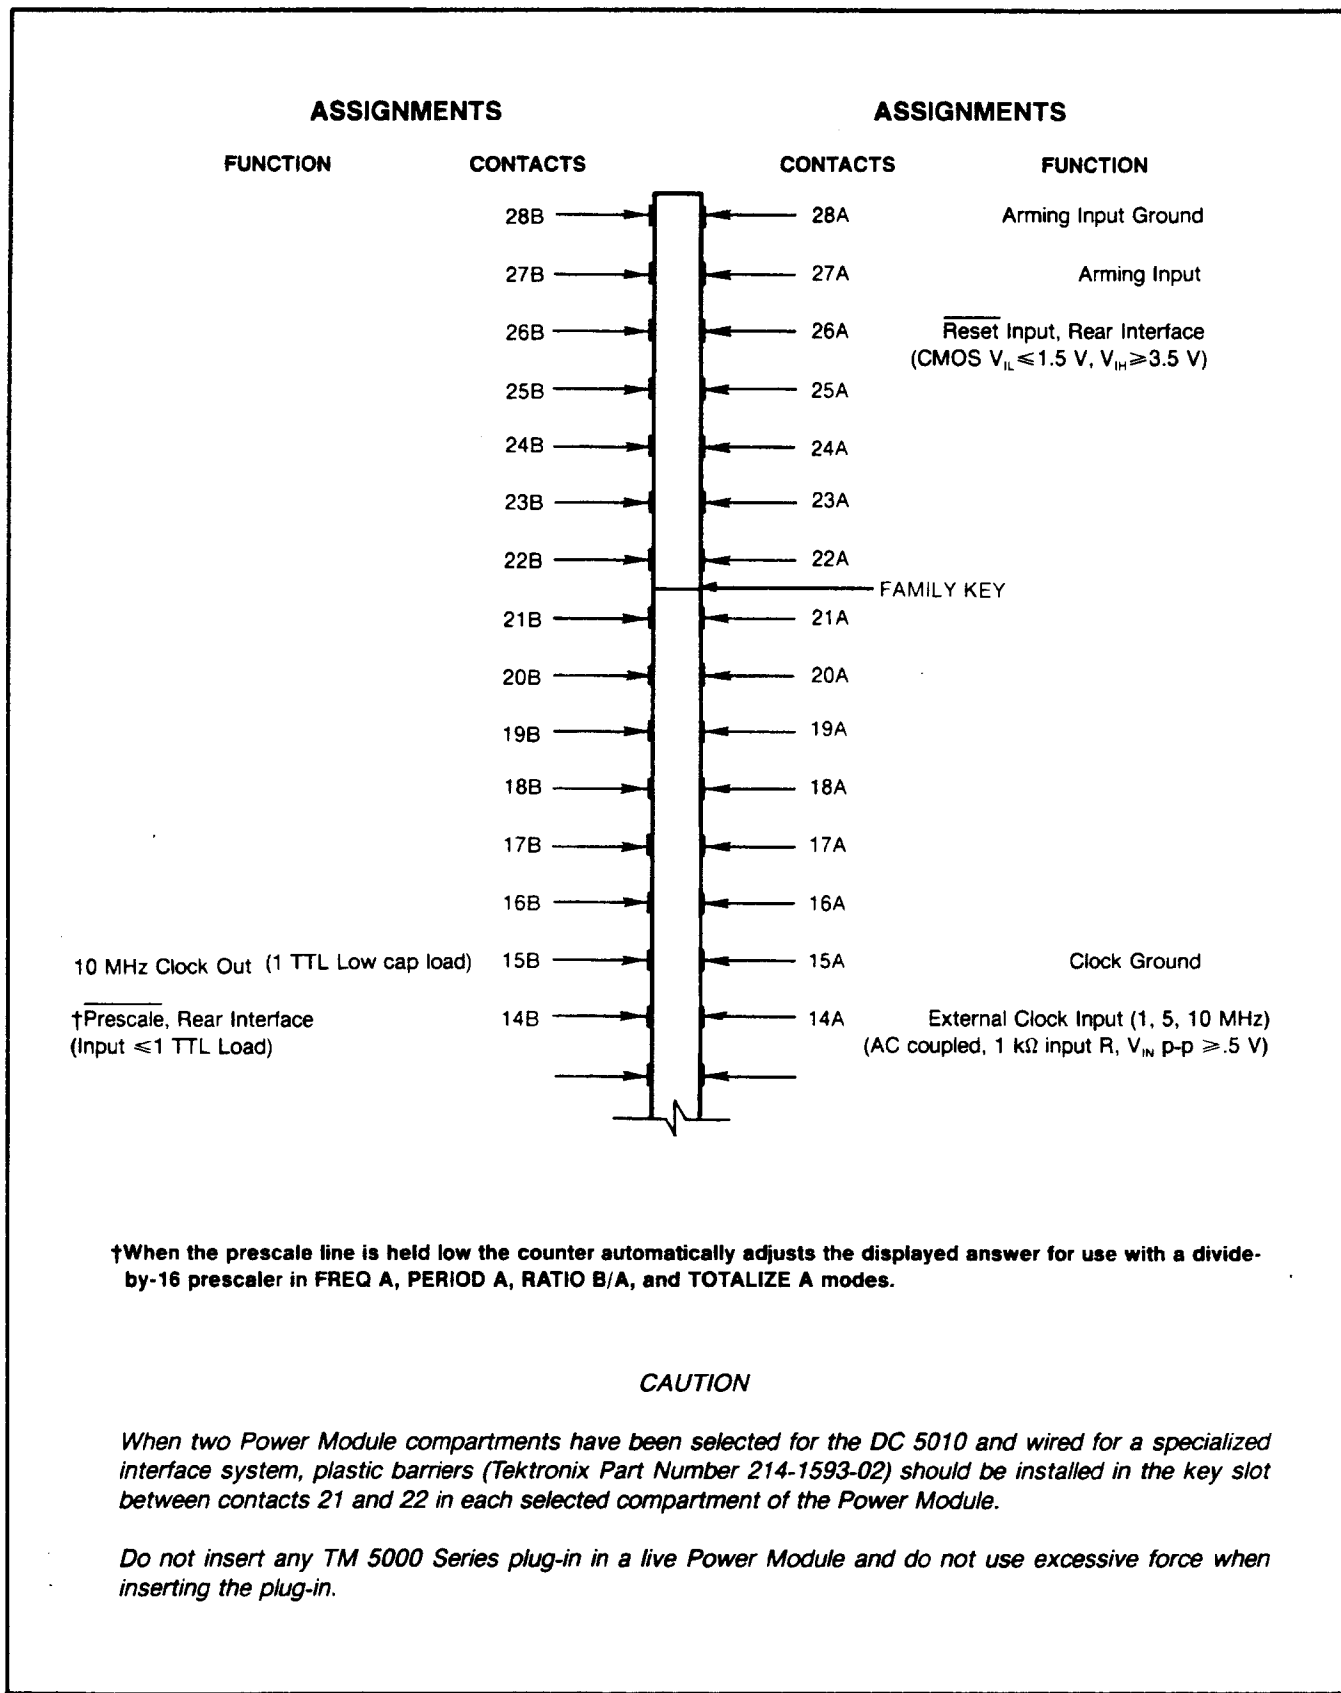 ASSIGNMENTS ASSIGNMENTS
FUNCTION CONTACTS CONTACTS FUNCTION
28B 28A Arming Input Ground
27B 27A Arming Input
26B 26A Reset Input, Rear Interface
(CMOS VIL ≤1.5 V, VIH ≥3.5 V)
25B 25A
24B 24A
23B 23A
22B 22A
FAMILY KEY
21B 21A
20B 20A
19B 19A
18B 18A
17B 17A
16B 16A
10 MHz Clock Out (1 TTL Low cap load) 15B 15A Clock Ground
†Prescale, Rear Interface 14B 14A External Clock Input (1, 5, 10 MHz)
(Input ≤1 TTL Load) (AC coupled, 1 kΩ input R, VIN p-p ≥.5 V)
†When the prescale line is held low the counter automatically adjusts the displayed answer for use with a divide-
by-16 prescaler in FREQ A, PERIOD A, RATIO B/A, and TOTALIZE A modes.
CAUTION
When two Power Module compartments have been selected for the DC 5010 and wired for a specialized
interface system, plastic barriers (Tektronix Part Number 214-1593-02) should be installed in the key slot
between contacts 21 and 22 in each selected compartment of the Power Module.
Do not insert any TM 5000 Series plug-in in a live Power Module and do not use excessive force when
inserting the plug-in.